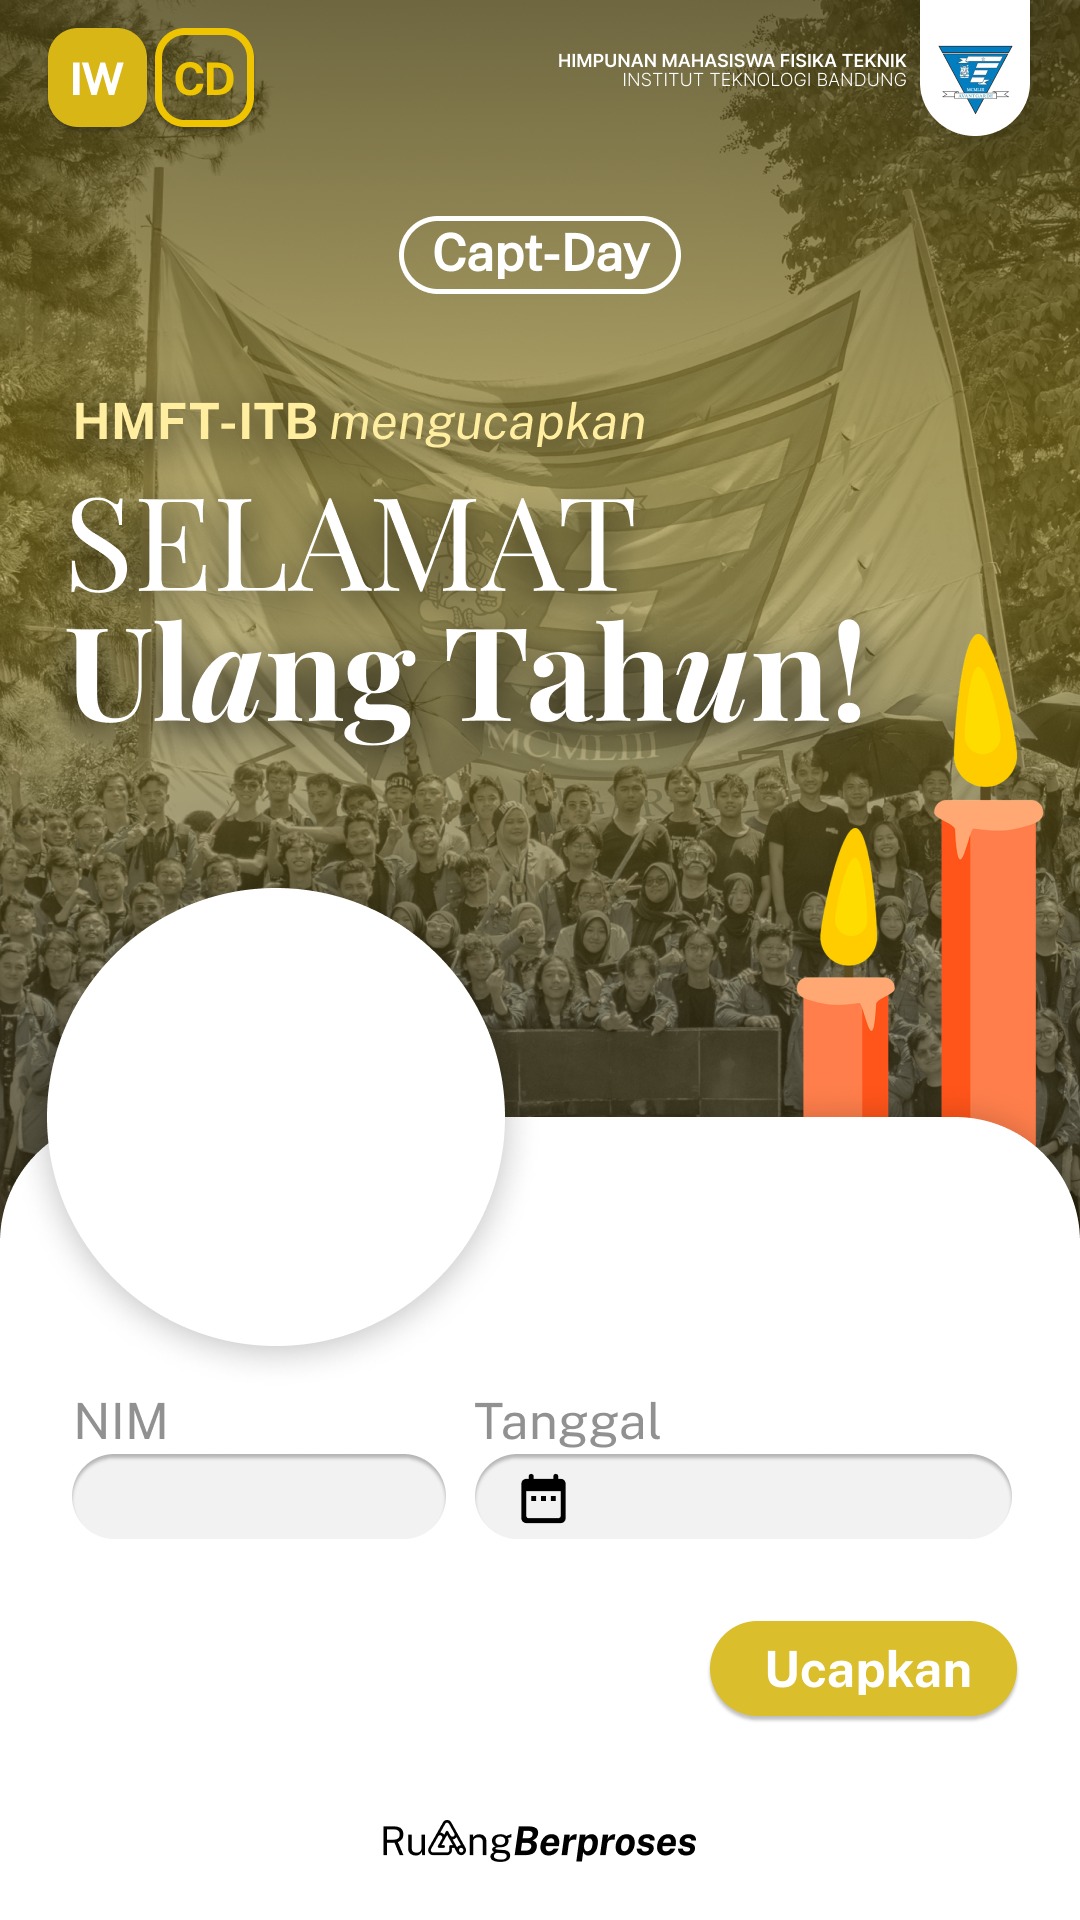 IW CD
HIMPUNAN MAHASISWA FISIKA TEKNIK
INSTITUT TEKNOLOGI BANDUNG
MCMLIII
Capt-Day
HMFT-ITB mengucapkan
SELAMAT
Ulang Tahun!
MCMLIII
NIM
Tanggal
Ucapkan
RuangBerproses